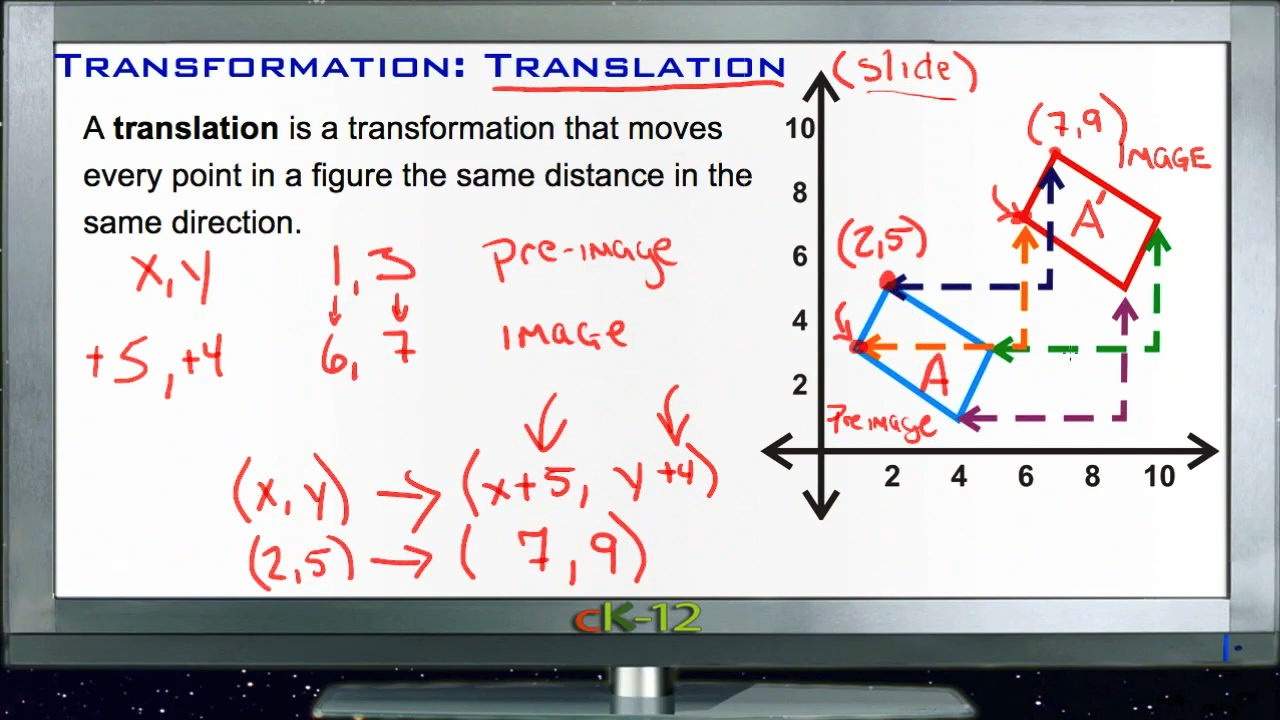 TRANSFORMATION: TRANSLATION (slide)
A translation is a transformation that moves
every point in a figure the same distance in the
same direction.
x, y 1, 3 pre-image
+5, +4 6, 7 image
(x, y) → (x+5, y+4)
(2,5) → ( 7, 9)
10
8
6
4
2
(7,9)
IMAGE
A'
(2,5)
A
Pre image
2 4 6 8 10
cK-12